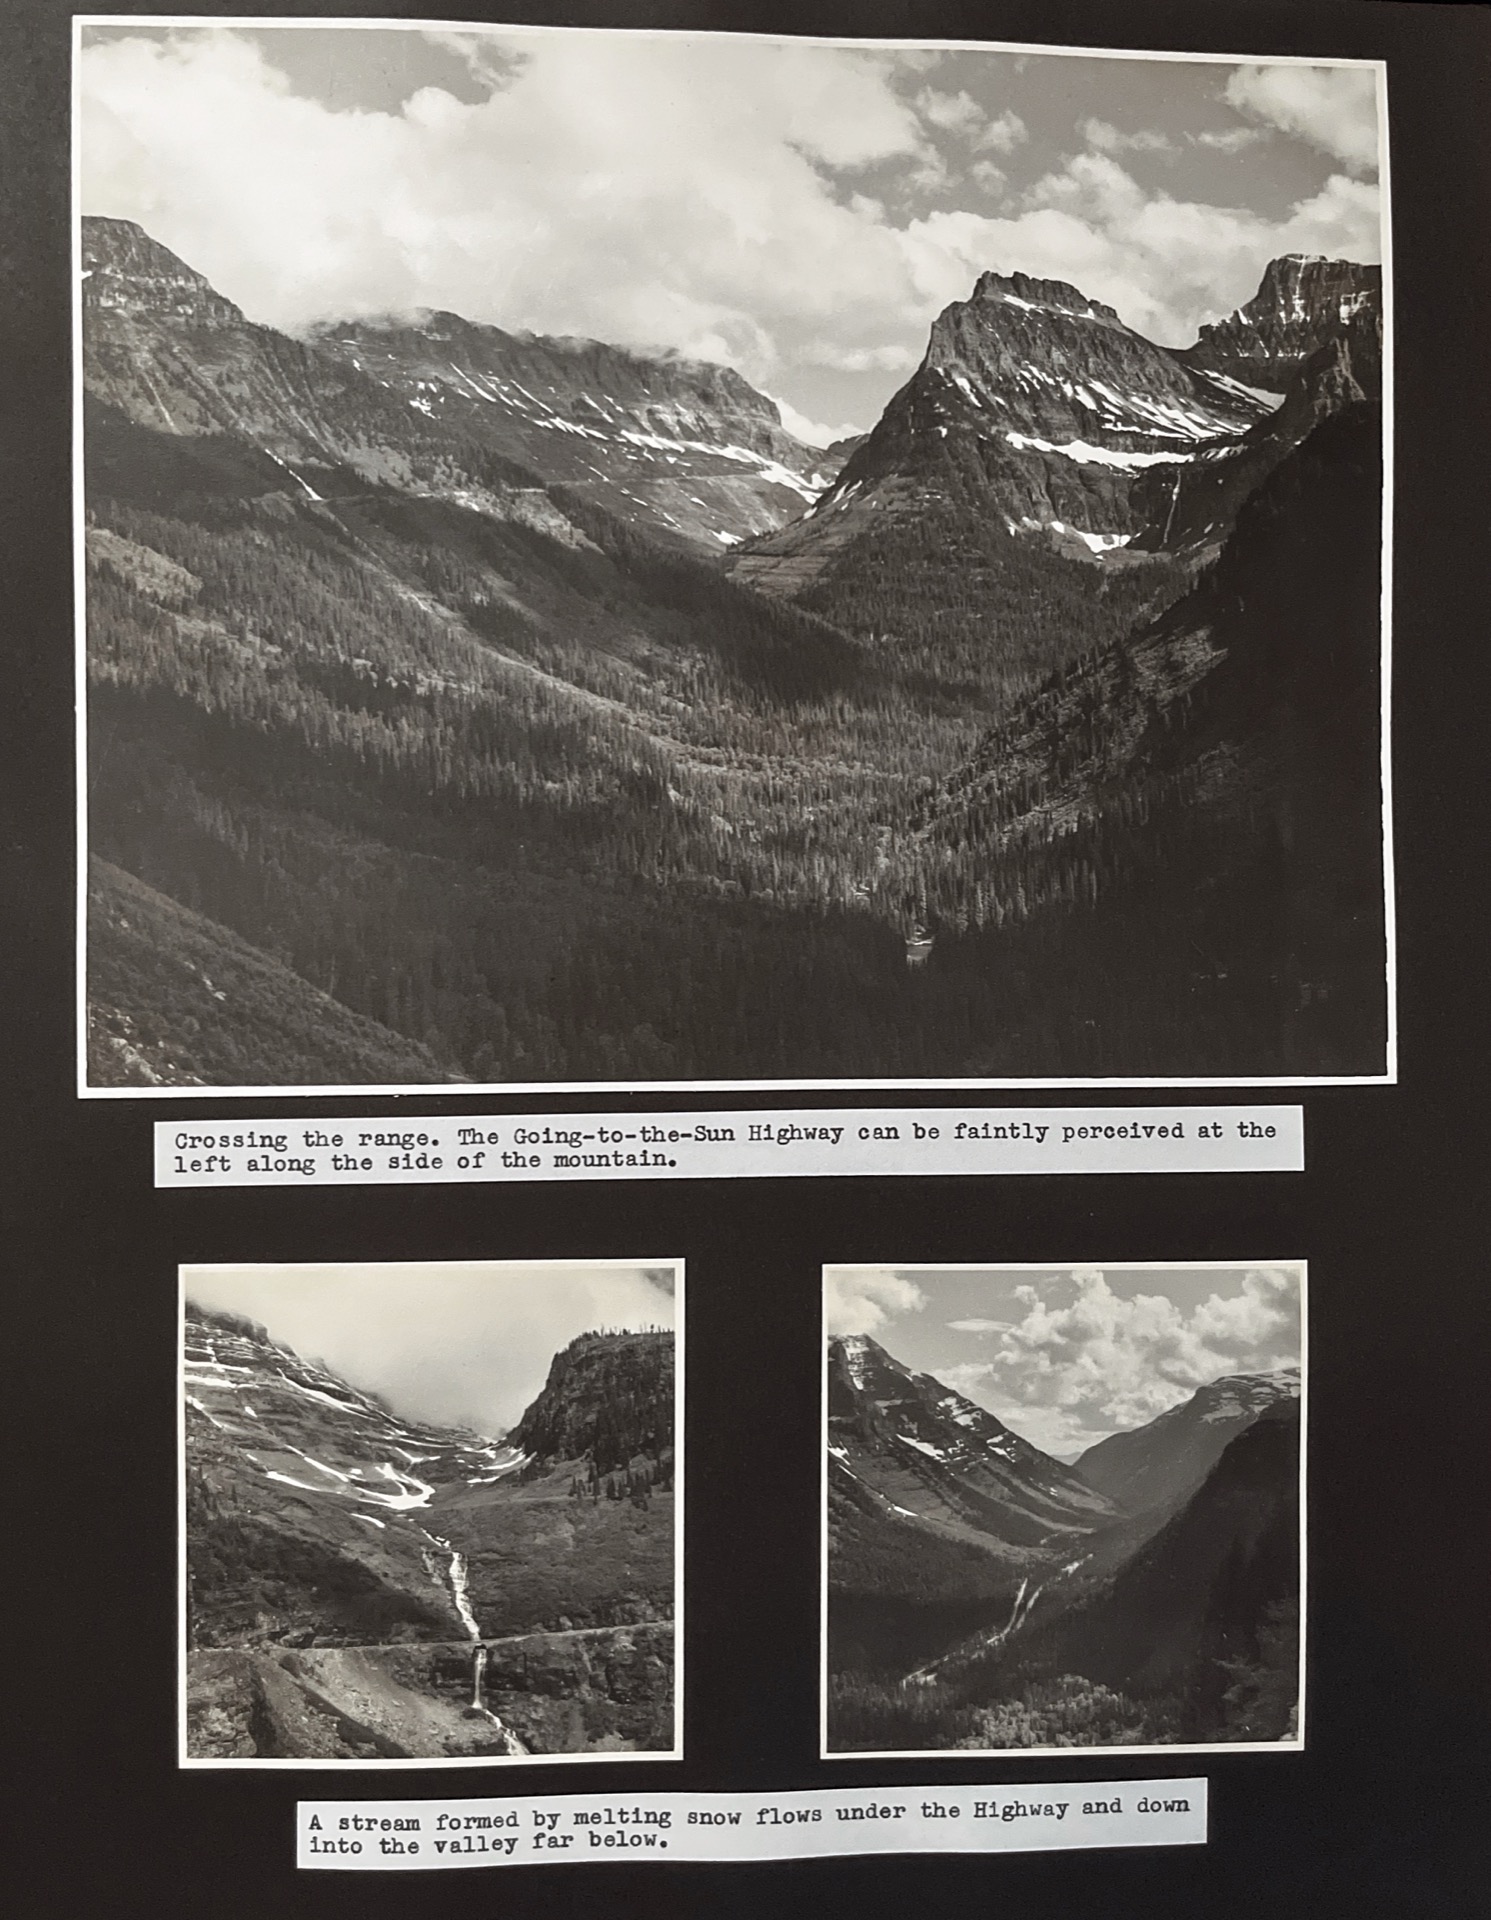 Crossing the range. The Going-to-the-Sun Highway can be faintly perceived at the
left along the side of the mountain.
A stream formed by melting snow flows under the Highway and down
into the valley far below.